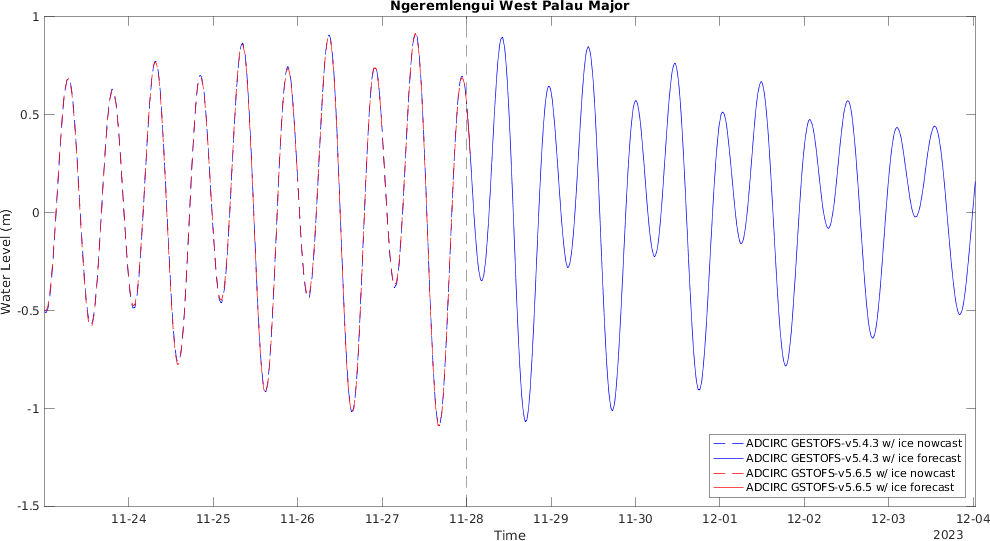 Ngeremlengui West Palau Major
1
0.5
0
-0.5
-1
-1.5
Water Level (m)
11-24 11-25 11-26 11-27 11-28 11-29 11-30 12-01 12-02 12-03 12-04
Time
2023
ADCIRC GESTOFS-v5.4.3 w/ ice nowcast
ADCIRC GESTOFS-v5.4.3 w/ ice forecast
ADCIRC GSTOFS-v5.6.5 w/ ice nowcast
ADCIRC GSTOFS-v5.6.5 w/ ice forecast